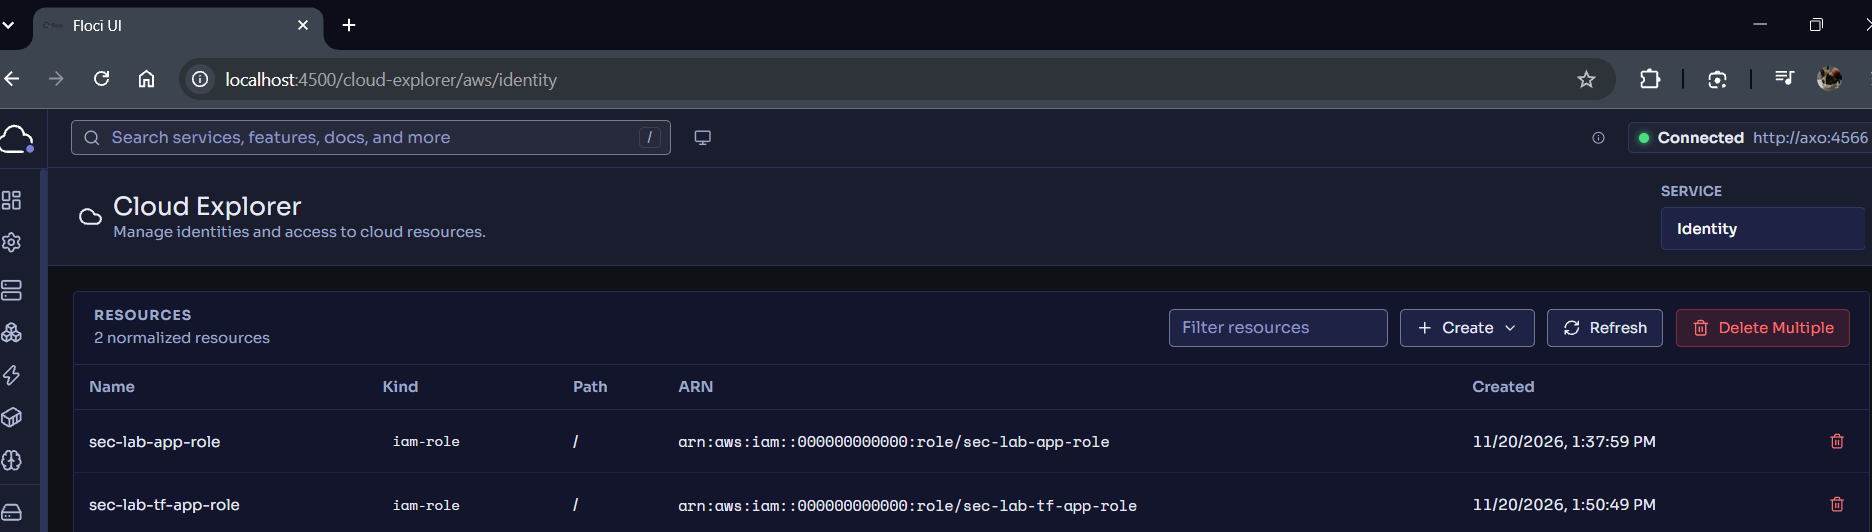 Floci UI
localhost:4500/cloud-explorer/aws/identity
Search services, features, docs, and more /
Connected http://axo:4566
Cloud Explorer
Manage identities and access to cloud resources.
SERVICE
Identity
RESOURCES
2 normalized resources
Filter resources
Create
Refresh
Delete Multiple
Name Kind Path ARN Created
sec-lab-app-role iam-role / arn:aws:iam::000000000000:role/sec-lab-app-role 11/20/2026, 1:37:59 PM
sec-lab-tf-app-role iam-role / arn:aws:iam::000000000000:role/sec-lab-tf-app-role 11/20/2026, 1:50:49 PM